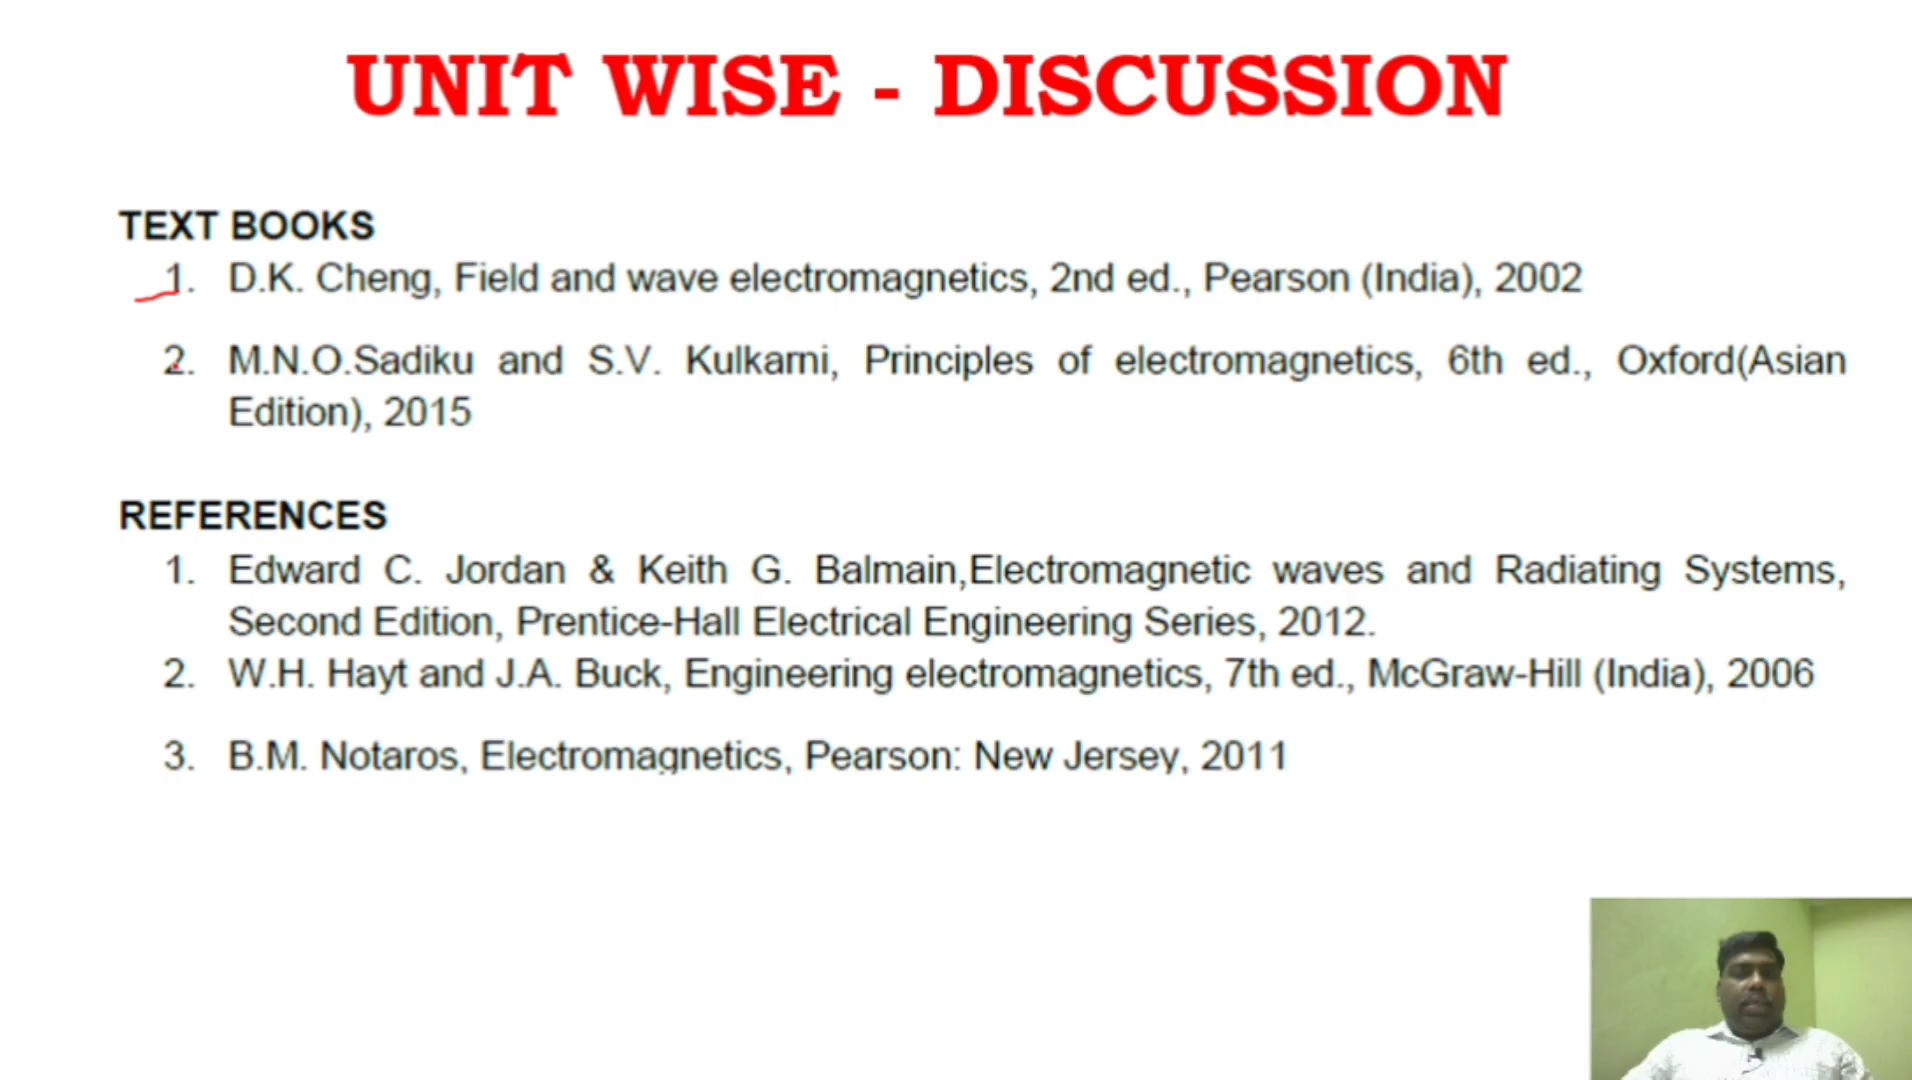 UNIT WISE - DISCUSSION
TEXT BOOKS
1. D.K. Cheng, Field and wave electromagnetics, 2nd ed., Pearson (India), 2002
2. M.N.O.Sadiku and S.V. Kulkarni, Principles of electromagnetics, 6th ed., Oxford(Asian
Edition), 2015
REFERENCES
1. Edward C. Jordan & Keith G. Balmain,Electromagnetic waves and Radiating Systems,
Second Edition, Prentice-Hall Electrical Engineering Series, 2012.
2. W.H. Hayt and J.A. Buck, Engineering electromagnetics, 7th ed., McGraw-Hill (India), 2006
3. B.M. Notaros, Electromagnetics, Pearson: New Jersey, 2011